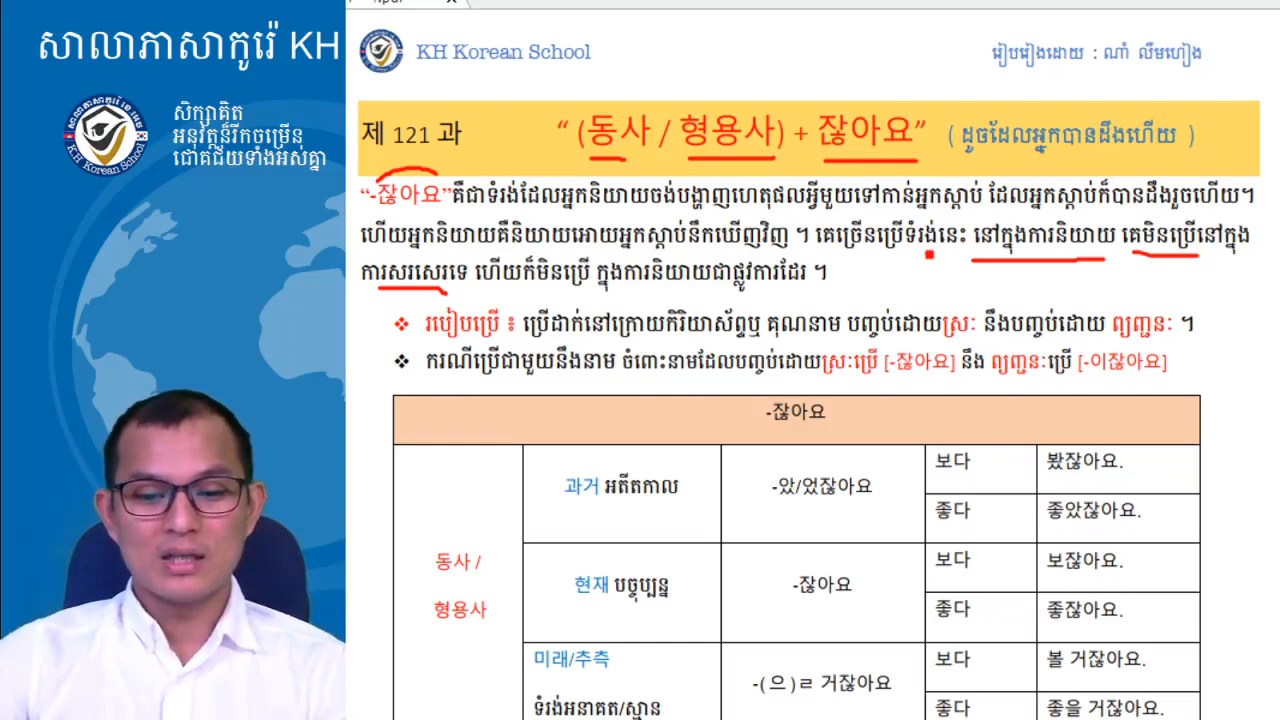 សាលាភាសាកូរ៉េ KH
សិក្សាគិត
អនុវត្តន៍រីកចម្រើន
ជោគជ័យទាំងអស់គ្នា
KH Korean School
រៀបរៀងដោយ : ណាំ លឹមហៀង
제 121 과 “ (동사 / 형용사) + 잖아요” ( ដូចដែលអ្នកបានដឹងហើយ )
“-잖아요”គឺជាទំរង់ដែលអ្នកនិយាយចង់បង្ហាញហេតុផលអ្វីមួយទៅកាន់អ្នកស្តាប់ ដែលអ្នកស្តាប់ក៏បានដឹងរួចហើយ។
ហើយអ្នកនិយាយគឺនិយាយអោយអ្នកស្តាប់នឹកឃើញវិញ ។ គេច្រើនប្រើទំរង់នេះ នៅក្នុងការនិយាយ គេមិនប្រើនៅក្នុង
ការសរសេរទេ ហើយក៏មិនប្រើ ក្នុងការនិយាយជាផ្លូវការដែរ ។
❖ របៀបប្រើ ៖ ប្រើដាក់នៅក្រោយកិរិយាស័ព្ទឬ គុណនាម បញ្ចប់ដោយស្រៈ នឹងបញ្ចប់ដោយ ព្យញ្ជនៈ ។
❖ ករណីប្រើជាមួយនឹងនាម ចំពោះនាមដែលបញ្ចប់ដោយស្រៈប្រើ [-잖아요] នឹង ព្យញ្ជនៈប្រើ [-이잖아요]
-잖아요
동사 /
형용사
과거 អតីតកាល
-았/었잖아요
보다 봤잖아요.
좋다 좋았잖아요.
현재 បច្ចុប្បន្ន
-잖아요
보다 보잖아요.
좋다 좋잖아요.
미래/추측
ទំរង់អនាគត/ស្មាន
-(으)ㄹ 거잖아요
보다 볼 거잖아요.
좋다 좋을 거잖아요.